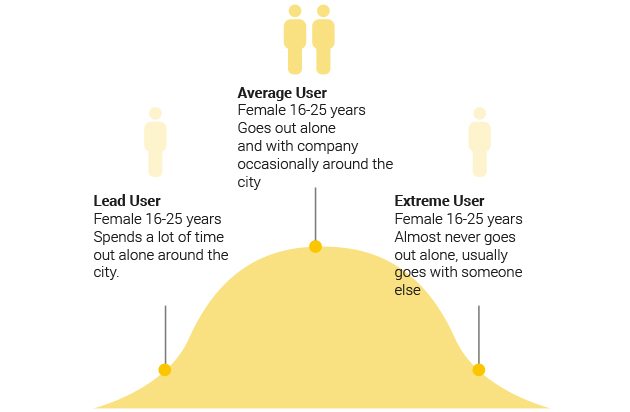 Average User
Female 16-25 years
Goes out alone
and with company
occasionally around the
city
Lead User
Female 16-25 years
Spends a lot of time
out alone around the
city.
Extreme User
Female 16-25 years
Almost never goes
out alone, usually
goes with someone
else